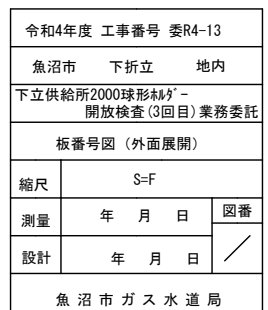 令和4年度 工事番号 委R4-13
魚沼市 下折立 地内
下立供給所2000球形ﾎﾙﾀﾞｰ
開放検査(3回目)業務委託
板番号図（外面展開）
縮尺 S=F
測量 年 月 日 図番
設計 年 月 日 ／
魚沼市ガス水道局